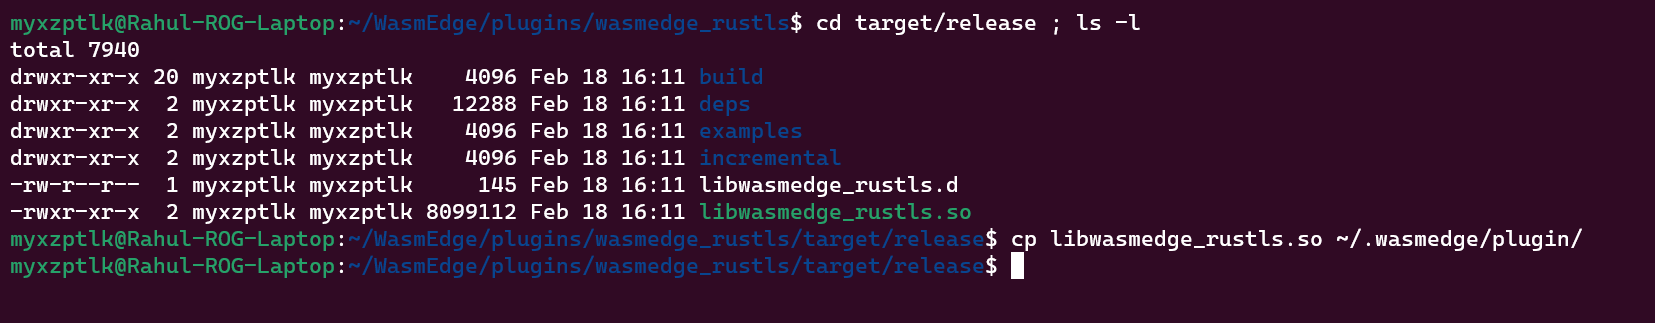 myxzptlk@Rahul-ROG-Laptop:~/WasmEdge/plugins/wasmedge_rustls$ cd target/release ; ls -l
total 7940
drwxr-xr-x 20 myxzptlk myxzptlk    4096 Feb 18 16:11 build
drwxr-xr-x  2 myxzptlk myxzptlk   12288 Feb 18 16:11 deps
drwxr-xr-x  2 myxzptlk myxzptlk    4096 Feb 18 16:11 examples
drwxr-xr-x  2 myxzptlk myxzptlk    4096 Feb 18 16:11 incremental
-rw-r--r--  1 myxzptlk myxzptlk     145 Feb 18 16:11 libwasmedge_rustls.d
-rwxr-xr-x  2 myxzptlk myxzptlk 8099112 Feb 18 16:11 libwasmedge_rustls.so
myxzptlk@Rahul-ROG-Laptop:~/WasmEdge/plugins/wasmedge_rustls/target/release$ cp libwasmedge_rustls.so ~/.wasmedge/plugin/
myxzptlk@Rahul-ROG-Laptop:~/WasmEdge/plugins/wasmedge_rustls/target/release$